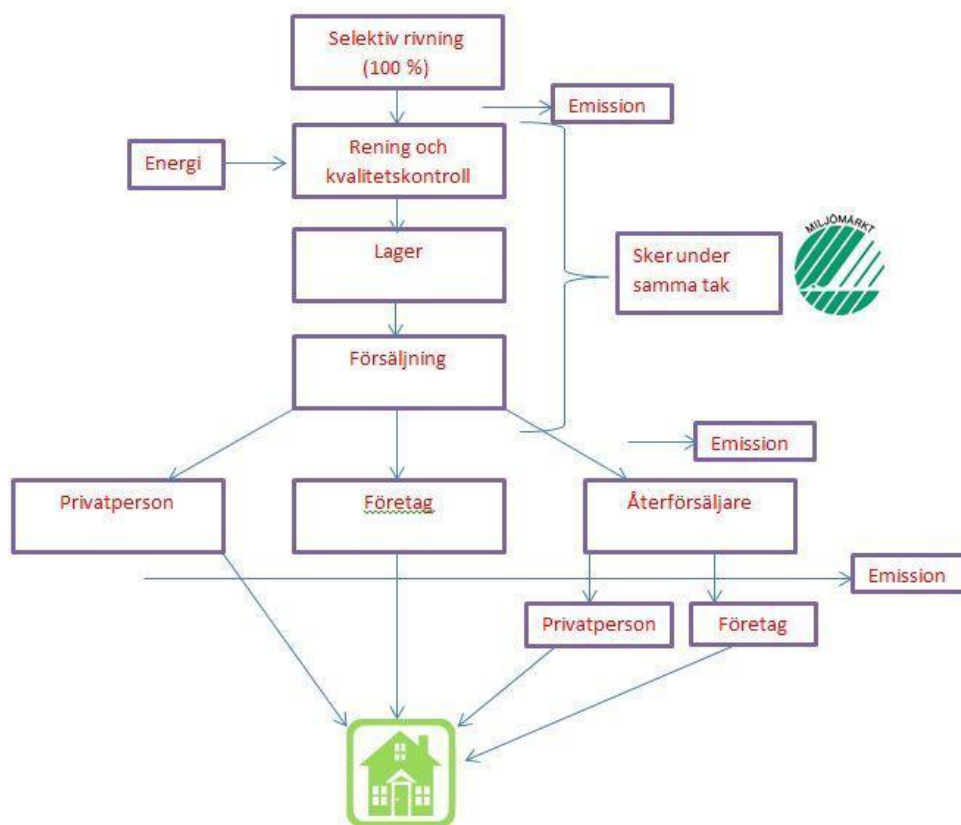 Selektiv rivning
(100 %)
Emission
Energi
Rening och
kvalitetskontroll
Lager
Sker under
samma tak
MILJÖMÄRKT
Försäljning
Emission
Privatperson
Företag
Återförsäljare
Emission
Privatperson
Företag